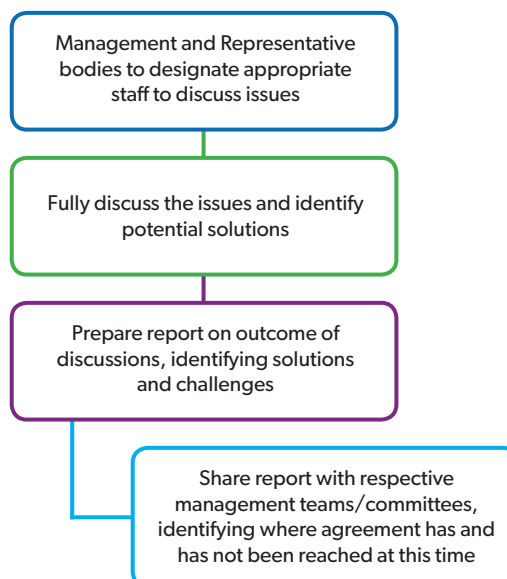 Management and Representative
bodies to designate appropriate
staff to discuss issues
Fully discuss the issues and identify
potential solutions
Prepare report on outcome of
discussions, identifying solutions
and challenges
Share report with respective
management teams/committees,
identifying where agreement has and
has not been reached at this time